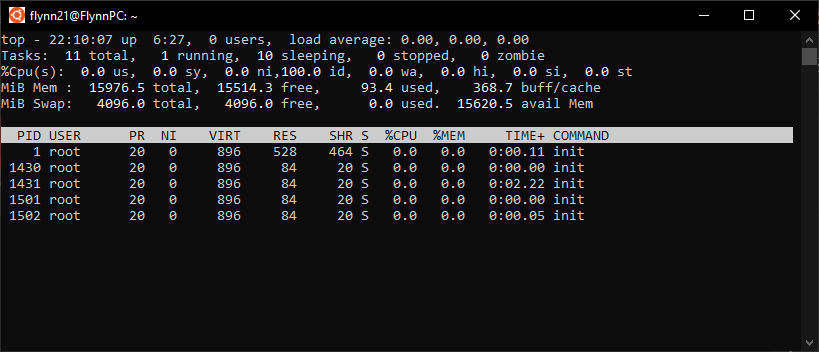 flynn21@FlynnPC: ~
top - 22:10:07 up  6:27,  0 users,  load average: 0.00, 0.00, 0.00
Tasks:  11 total,   1 running,  10 sleeping,   0 stopped,   0 zombie
%Cpu(s):  0.0 us,  0.0 sy,  0.0 ni,100.0 id,  0.0 wa,  0.0 hi,  0.0 si,  0.0 st
MiB Mem :  15976.5 total,  15514.3 free,     93.4 used,    368.7 buff/cache
MiB Swap:   4096.0 total,   4096.0 free,      0.0 used.  15620.5 avail Mem
  PID USER      PR  NI    VIRT    RES    SHR S  %CPU  %MEM     TIME+ COMMAND
    1 root      20   0     896    528    464 S   0.0   0.0   0:00.11 init
 1430 root      20   0     896     84     20 S   0.0   0.0   0:00.00 init
 1431 root      20   0     896     84     20 S   0.0   0.0   0:02.22 init
 1501 root      20   0     896     84     20 S   0.0   0.0   0:00.00 init
 1502 root      20   0     896     84     20 S   0.0   0.0   0:00.05 init